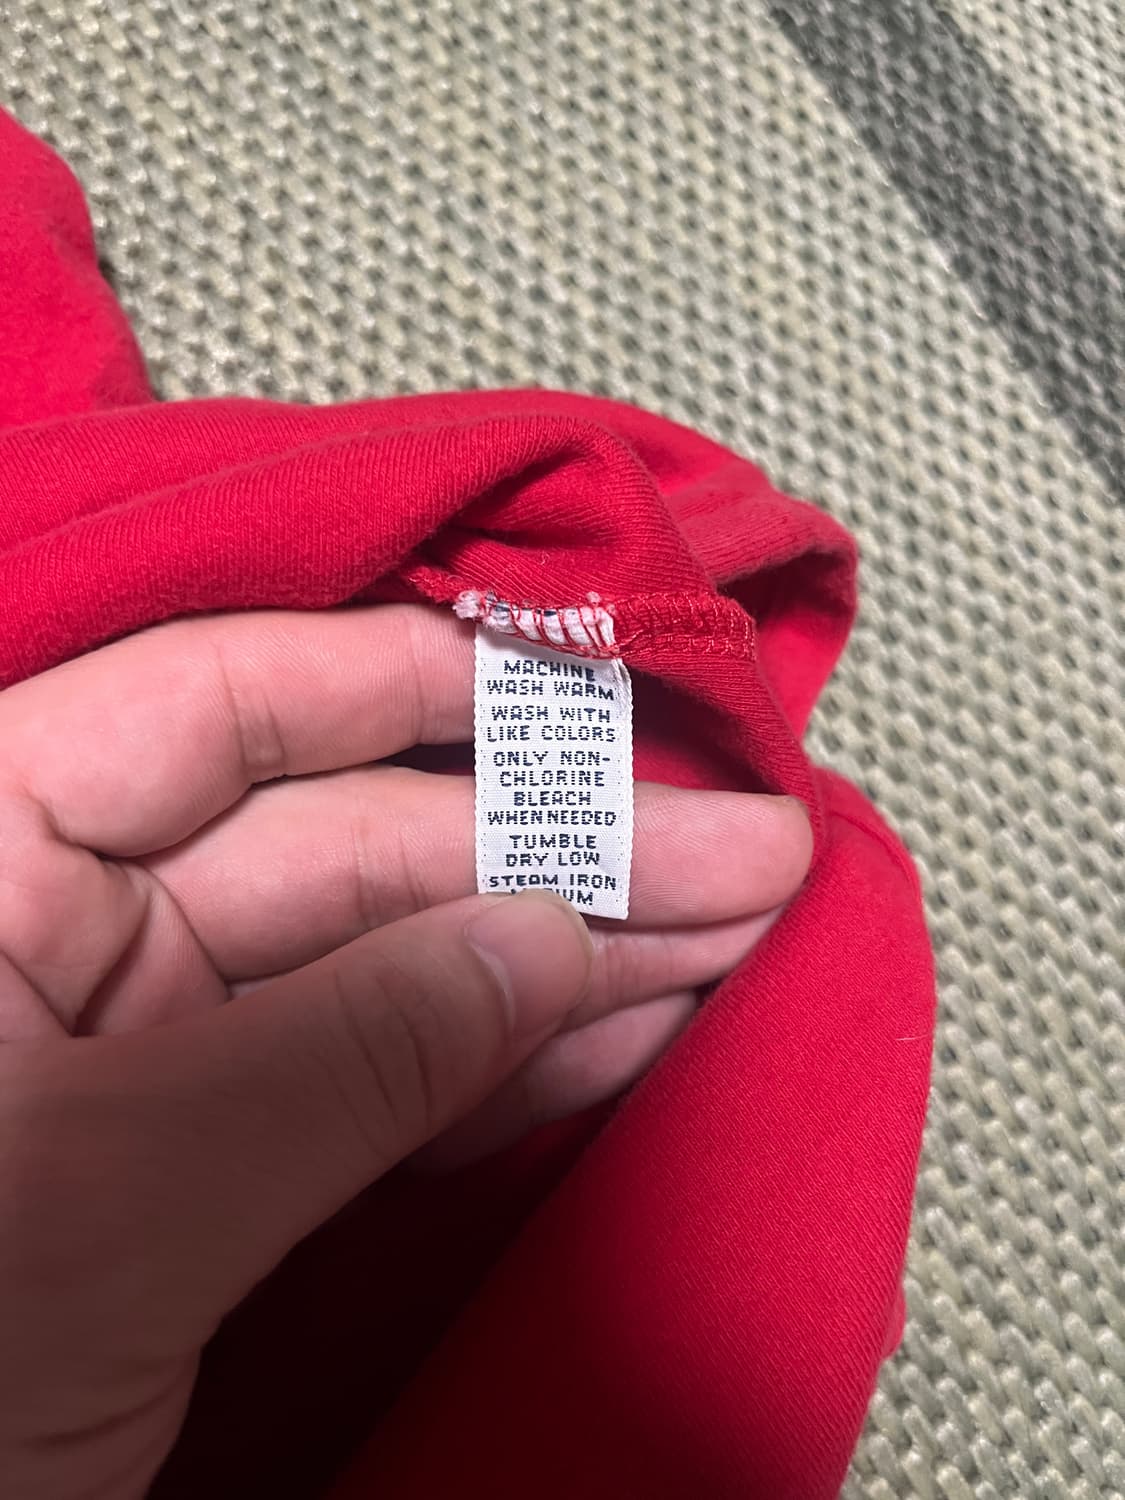 MACHINE
WASH WARM
WASH WITH
LIKE COLORS
ONLY NON-
CHLORINE
BLEACH
WHEN NEEDED
TUMBLE
DRY LOW
STEAM IRON